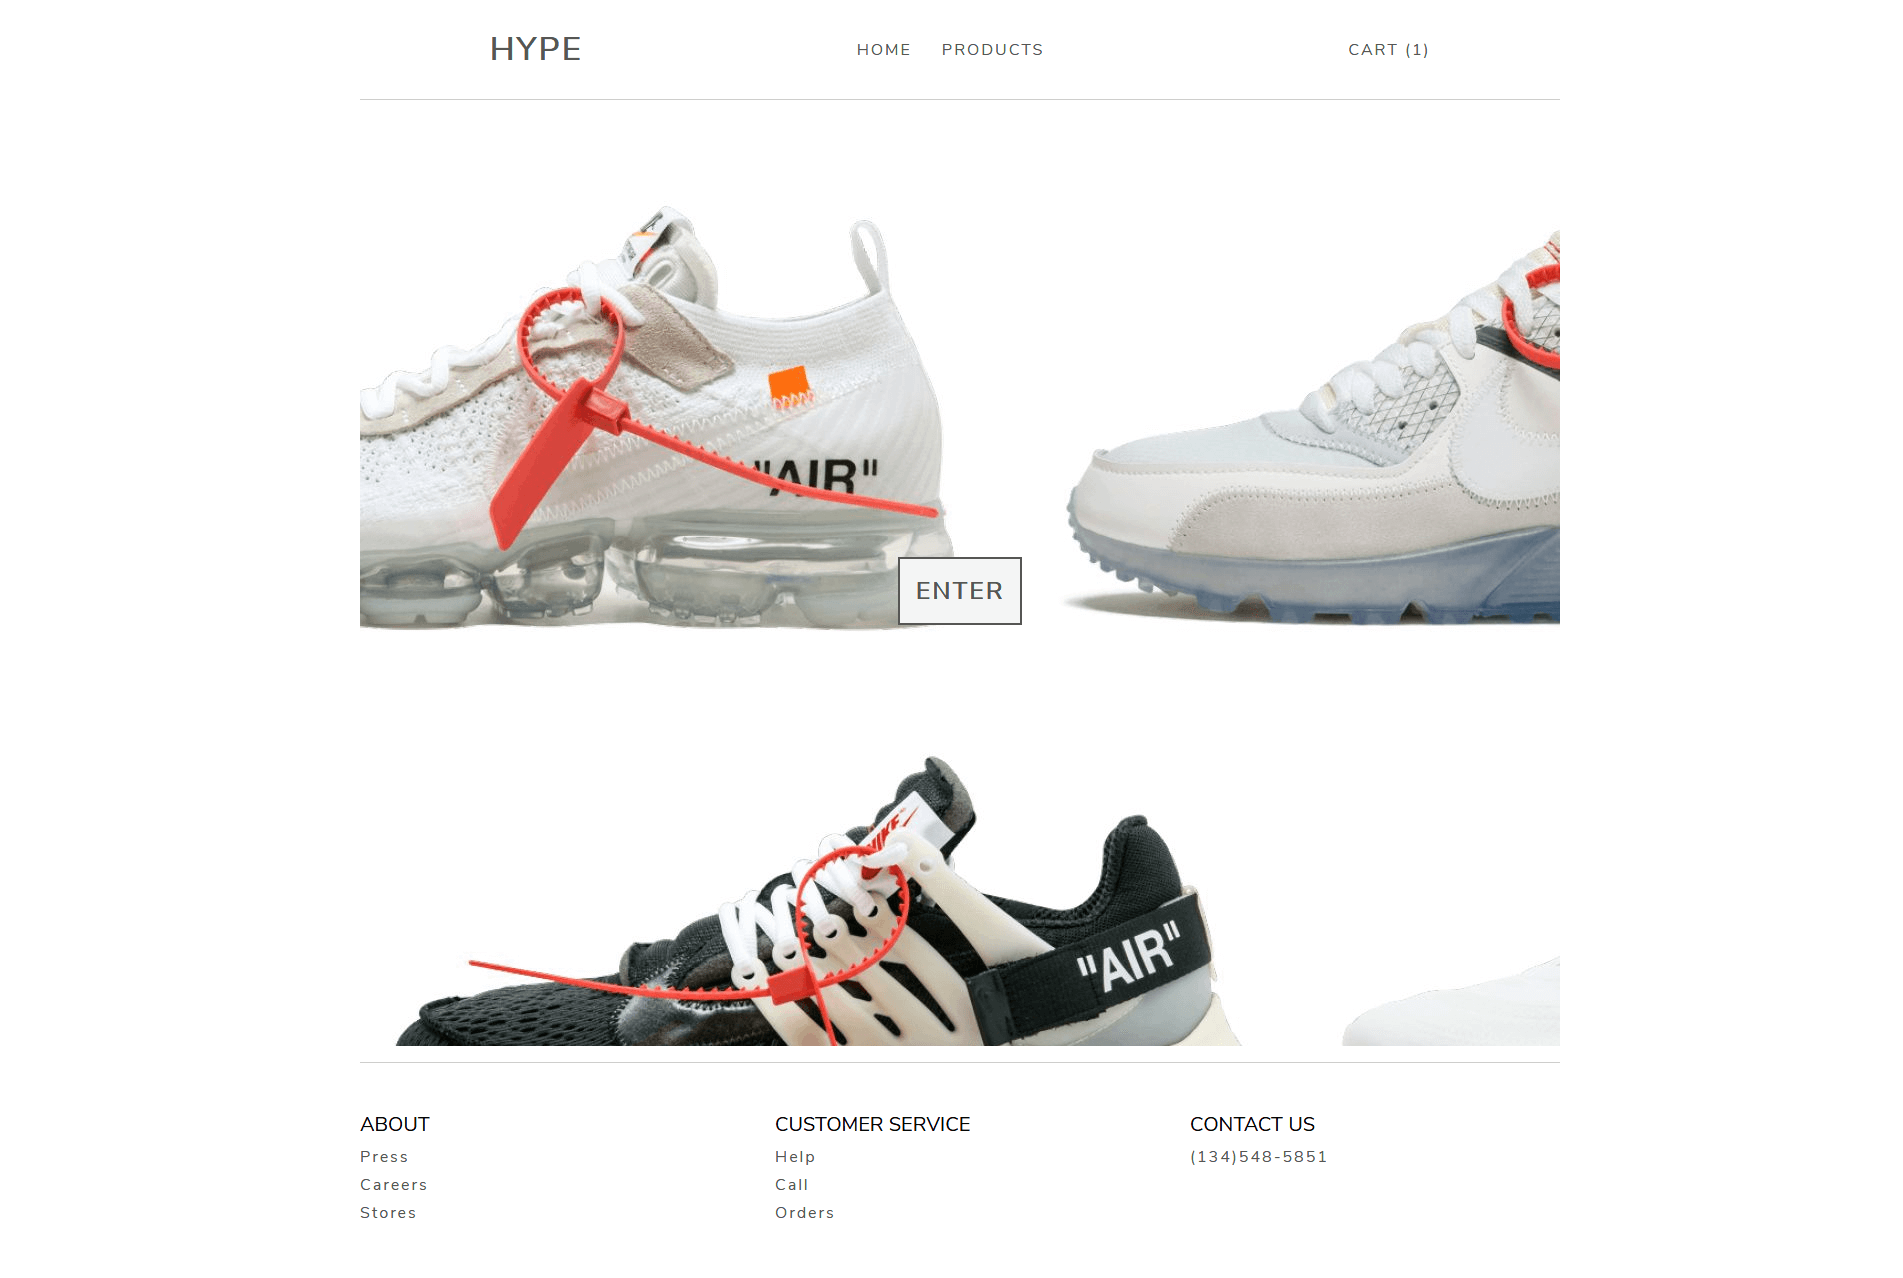 HYPE
HOME PRODUCTS
CART (1)
"AIR"
ENTER
NIKE
"AIR"
ABOUT
Press
Careers
Stores
CUSTOMER SERVICE
Help
Call
Orders
CONTACT US
(134)548-5851